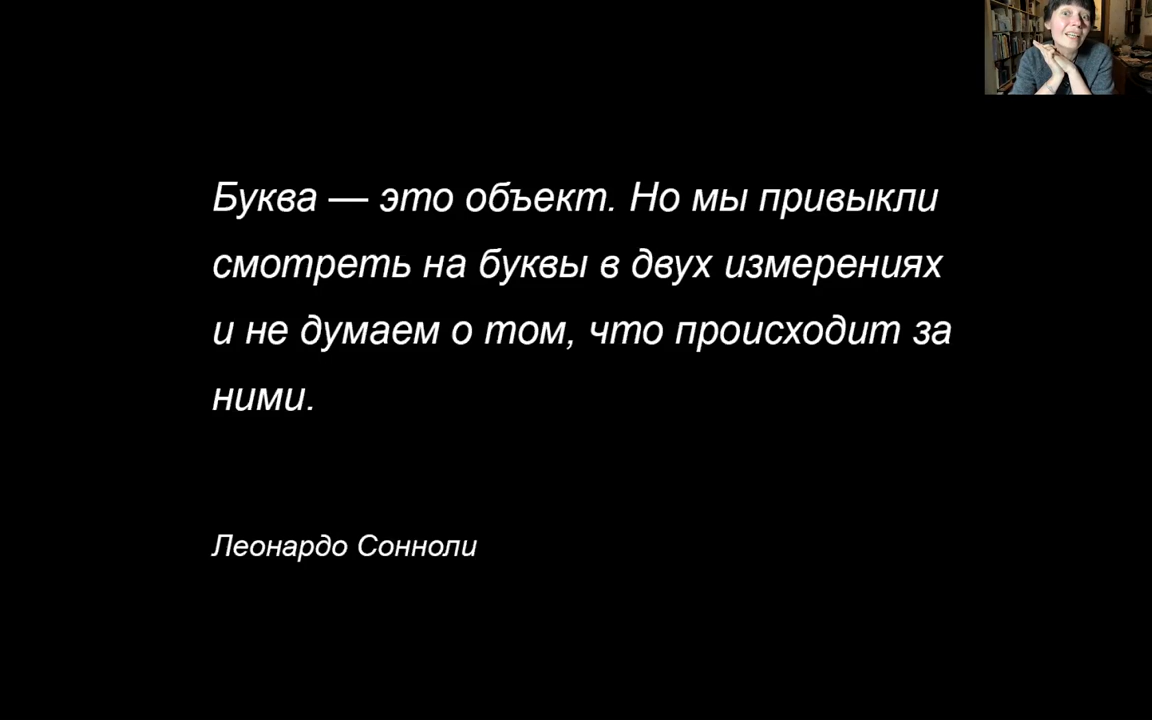 Буква — это объект. Но мы привыкли
смотреть на буквы в двух измерениях
и не думаем о том, что происходит за
ними.
Леонардо Сонноли